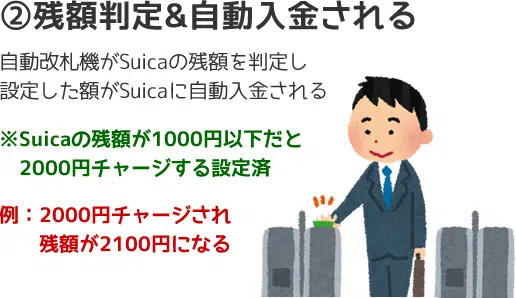 ②残額判定&自動入金される
自動改札機がSuicaの残額を判定し
設定した額がSuicaに自動入金される
※Suicaの残額が1000円以下だと
2000円チャージする設定済
例：2000円チャージされ
残額が2100円になる